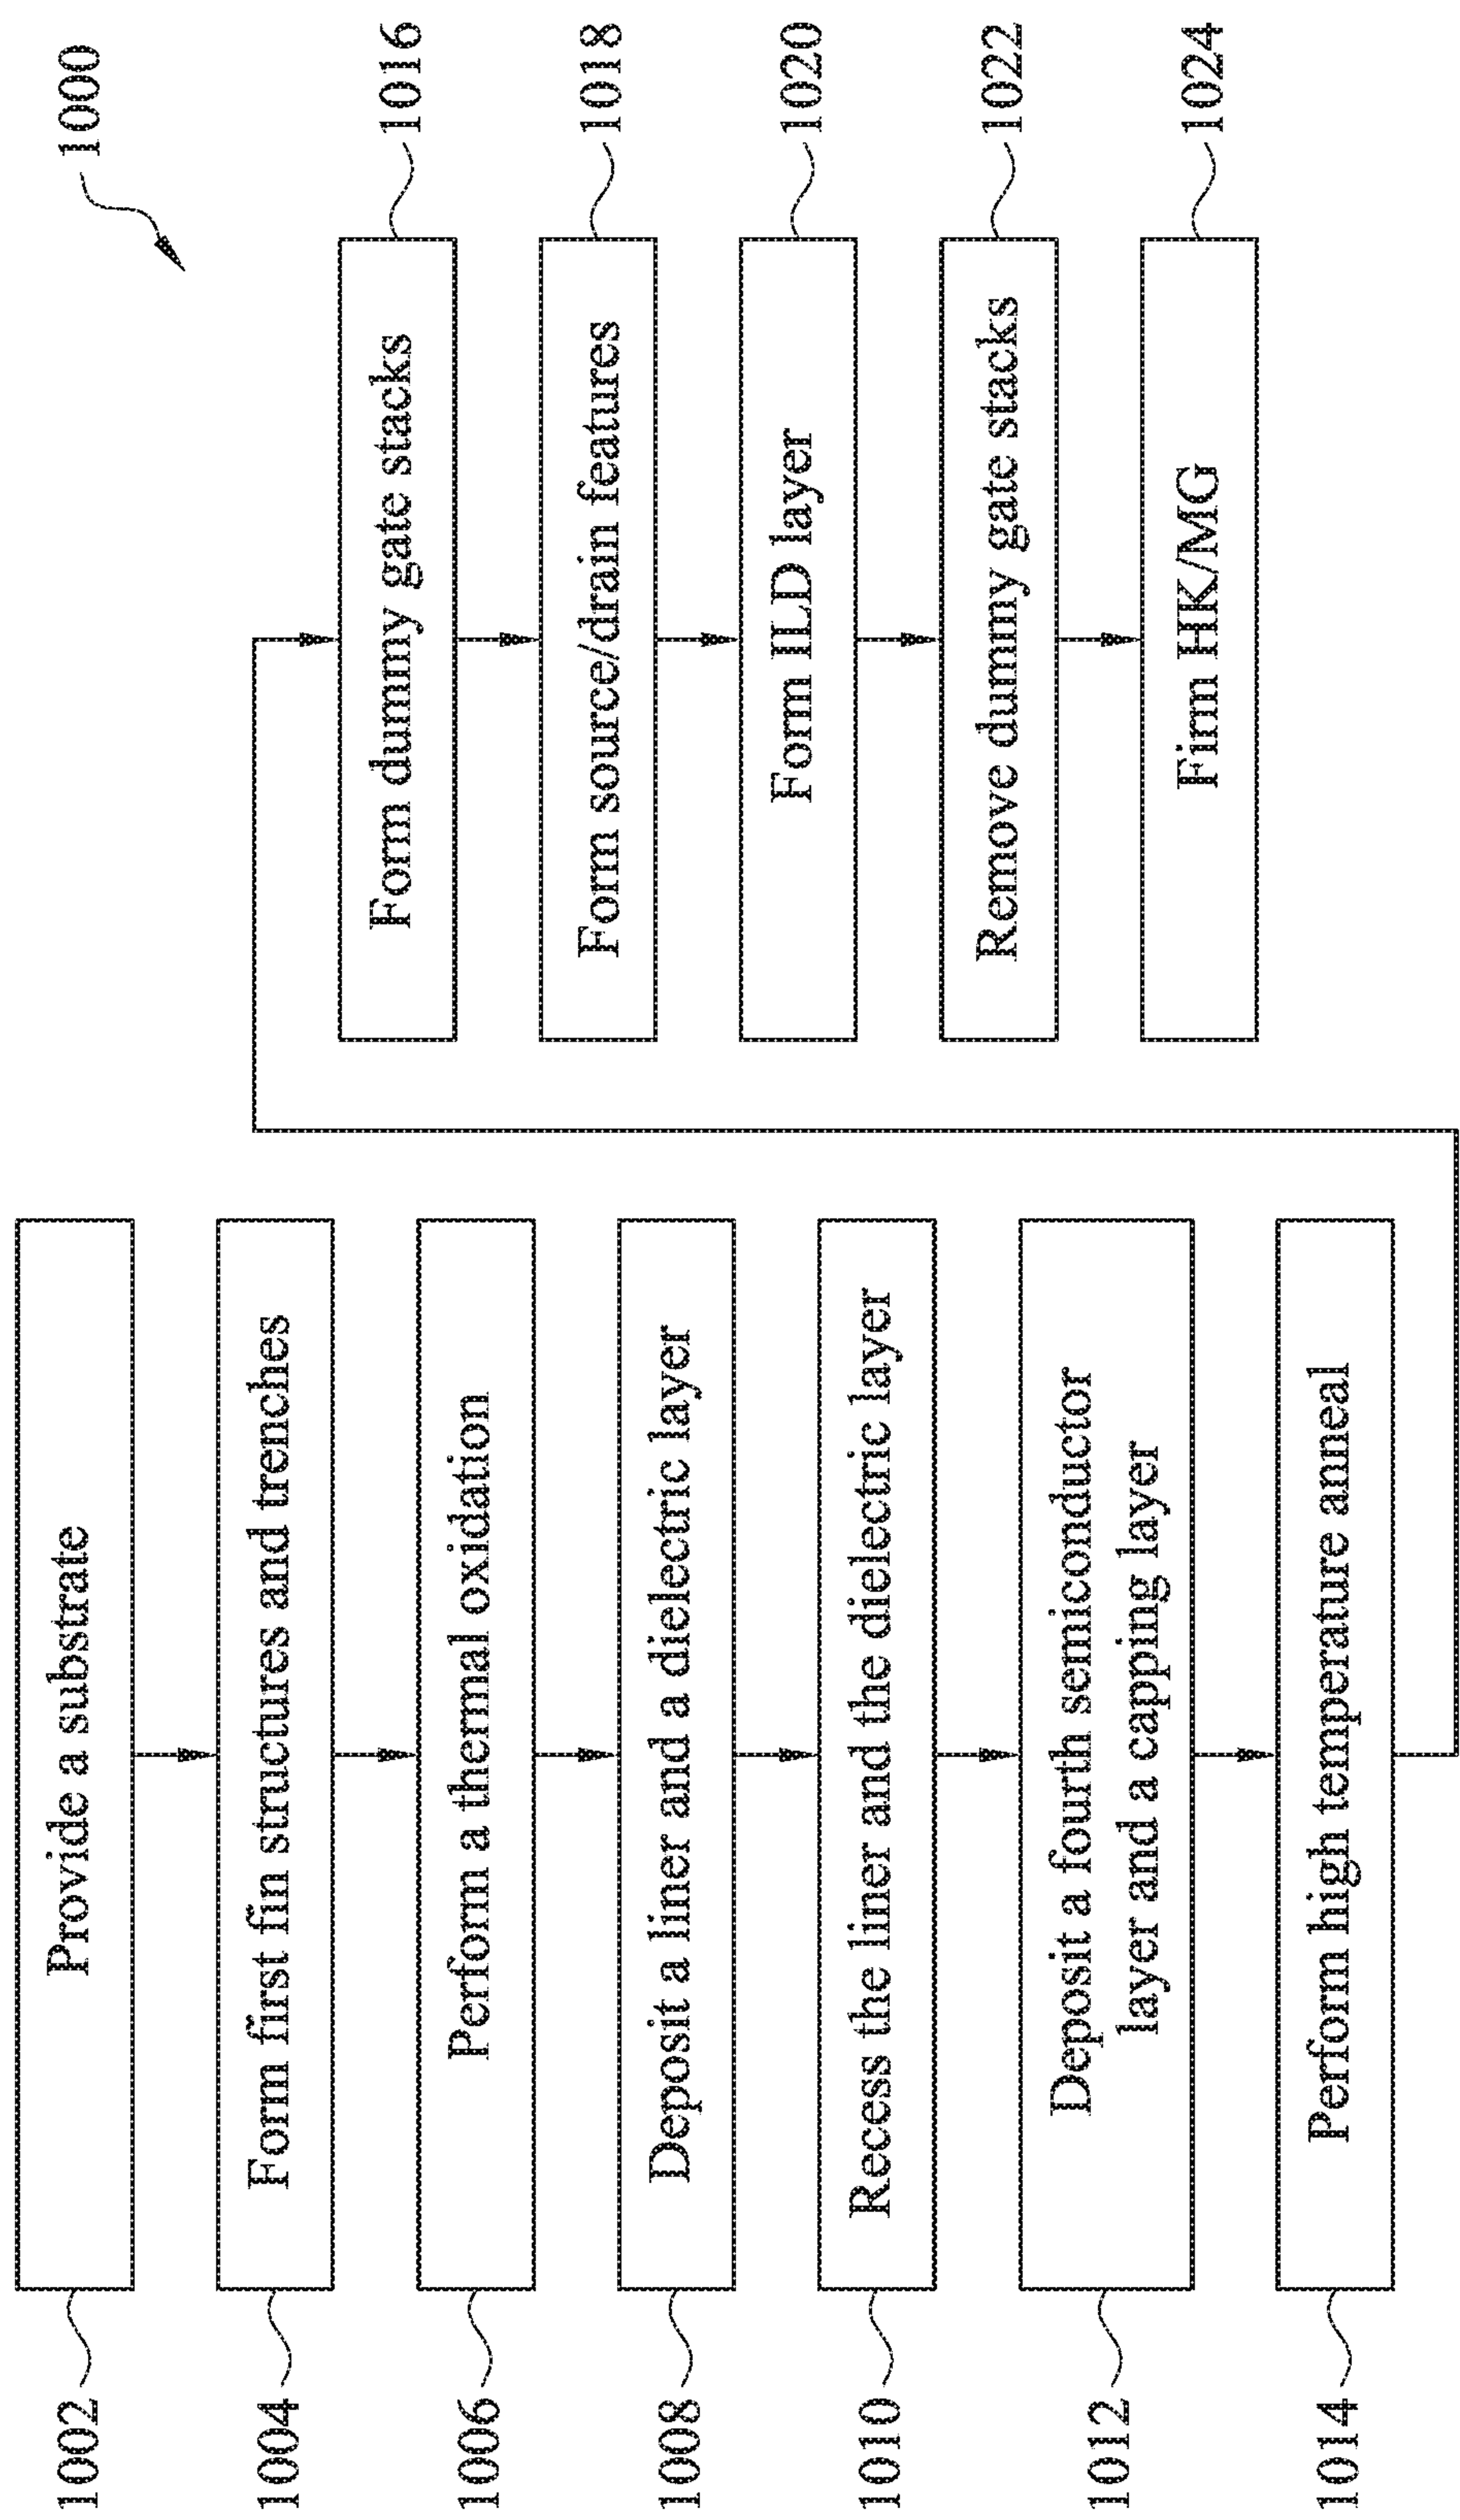 1000
1002
Provide a substrate
1004
Form first fin structures and trenches
1006
Perform a thermal oxidation
1008
Deposit a liner and a dielectric layer
1010
Recess the liner and the dielectric layer
1012
Deposit a fourth semiconductor
layer and a capping layer
1014
Perform high temperature anneal
Form dummy gate stacks
1016
Form source/drain features
1018
Form ILD layer
1020
Remove dummy gate stacks
1022
Firm HK/MG
1024